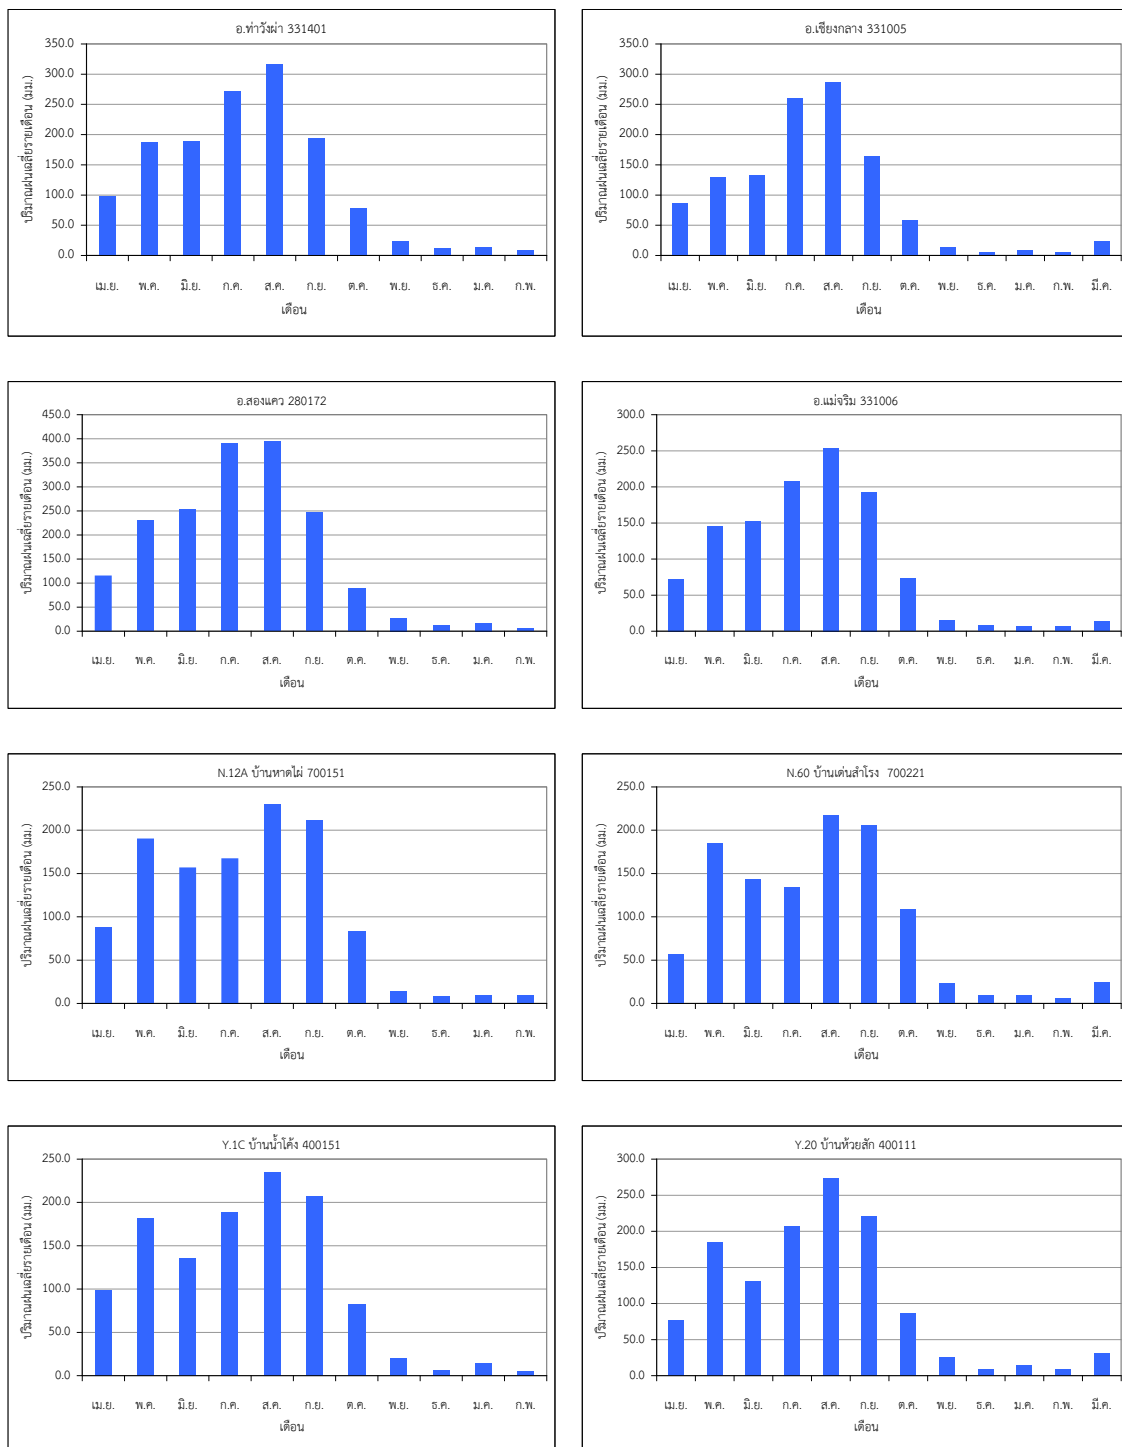 อ.ท่าวังผา 331401
ปริมาณฝนเฉลี่ยรายเดือน (มม.)
350.0
300.0
250.0
200.0
150.0
100.0
50.0
0.0
เม.ย. พ.ค. มิ.ย. ก.ค. ส.ค. ก.ย. ต.ค. พ.ย. ธ.ค. ม.ค. ก.พ.
เดือน
อ.เชียงกลาง 331005
ปริมาณฝนเฉลี่ยรายเดือน (มม.)
350.0
300.0
250.0
200.0
150.0
100.0
50.0
0.0
เม.ย. พ.ค. มิ.ย. ก.ค. ส.ค. ก.ย. ต.ค. พ.ย. ธ.ค. ม.ค. ก.พ. มี.ค.
เดือน
อ.สองแคว 280172
ปริมาณฝนเฉลี่ยรายเดือน (มม.)
450.0
400.0
350.0
300.0
250.0
200.0
150.0
100.0
50.0
0.0
เม.ย. พ.ค. มิ.ย. ก.ค. ส.ค. ก.ย. ต.ค. พ.ย. ธ.ค. ม.ค. ก.พ.
เดือน
อ.แม่จริม 331006
ปริมาณฝนเฉลี่ยรายเดือน (มม.)
300.0
250.0
200.0
150.0
100.0
50.0
0.0
เม.ย. พ.ค. มิ.ย. ก.ค. ส.ค. ก.ย. ต.ค. พ.ย. ธ.ค. ม.ค. ก.พ. มี.ค.
เดือน
N.12A บ้านหาดไผ่ 700151
ปริมาณฝนเฉลี่ยรายเดือน (มม.)
250.0
200.0
150.0
100.0
50.0
0.0
เม.ย. พ.ค. มิ.ย. ก.ค. ส.ค. ก.ย. ต.ค. พ.ย. ธ.ค. ม.ค. ก.พ.
เดือน
N.60 บ้านเด่นสำโรง 700221
ปริมาณฝนเฉลี่ยรายเดือน (มม.)
250.0
200.0
150.0
100.0
50.0
0.0
เม.ย. พ.ค. มิ.ย. ก.ค. ส.ค. ก.ย. ต.ค. พ.ย. ธ.ค. ม.ค. ก.พ. มี.ค.
เดือน
Y.1C บ้านน้ำโค้ง 400151
ปริมาณฝนเฉลี่ยรายเดือน (มม.)
250.0
200.0
150.0
100.0
50.0
0.0
เม.ย. พ.ค. มิ.ย. ก.ค. ส.ค. ก.ย. ต.ค. พ.ย. ธ.ค. ม.ค. ก.พ.
เดือน
Y.20 บ้านห้วยสัก 400111
ปริมาณฝนเฉลี่ยรายเดือน (มม.)
300.0
250.0
200.0
150.0
100.0
50.0
0.0
เม.ย. พ.ค. มิ.ย. ก.ค. ส.ค. ก.ย. ต.ค. พ.ย. ธ.ค. ม.ค. ก.พ. มี.ค.
เดือน